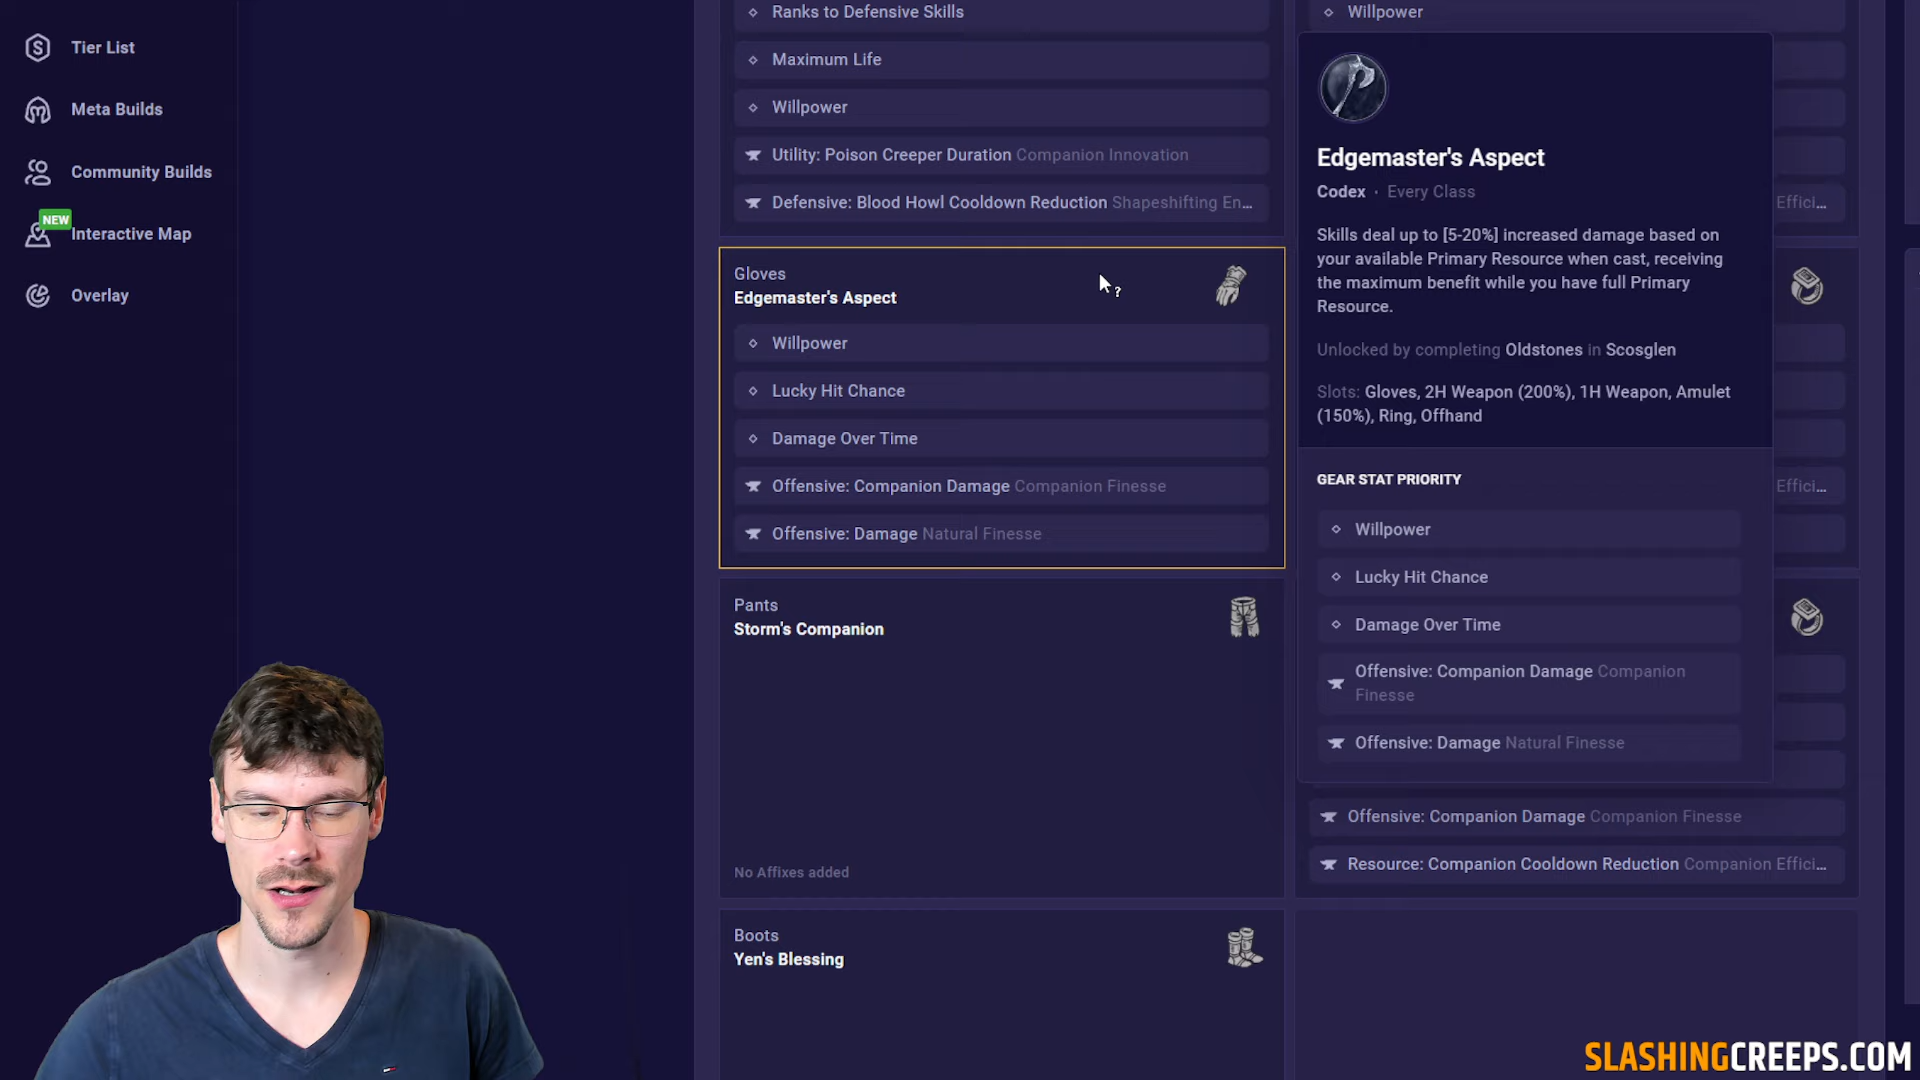 Tier List
Meta Builds
Community Builds
NEW
Interactive Map
Overlay
Ranks to Defensive Skills
Maximum Life
Willpower
Utility: Poison Creeper Duration Companion Innovation
Defensive: Blood Howl Cooldown Reduction Shapeshifting En...
Gloves
Edgemaster's Aspect
Willpower
Lucky Hit Chance
Damage Over Time
Offensive: Companion Damage Companion Finesse
Offensive: Damage Natural Finesse
Pants
Storm's Companion
No Affixes added
Boots
Yen's Blessing
Willpower
Effici...
Effici...
Edgemaster's Aspect
Codex · Every Class
Skills deal up to [5-20%] increased damage based on
your available Primary Resource when cast, receiving
the maximum benefit while you have full Primary
Resource.
Unlocked by completing Oldstones in Scosglen
Slots: Gloves, 2H Weapon (200%), 1H Weapon, Amulet
(150%), Ring, Offhand
GEAR STAT PRIORITY
Willpower
Lucky Hit Chance
Damage Over Time
Offensive: Companion Damage Companion
Finesse
Offensive: Damage Natural Finesse
Offensive: Companion Damage Companion Finesse
Resource: Companion Cooldown Reduction Companion Effici...
SLASHINGCREEPS.COM